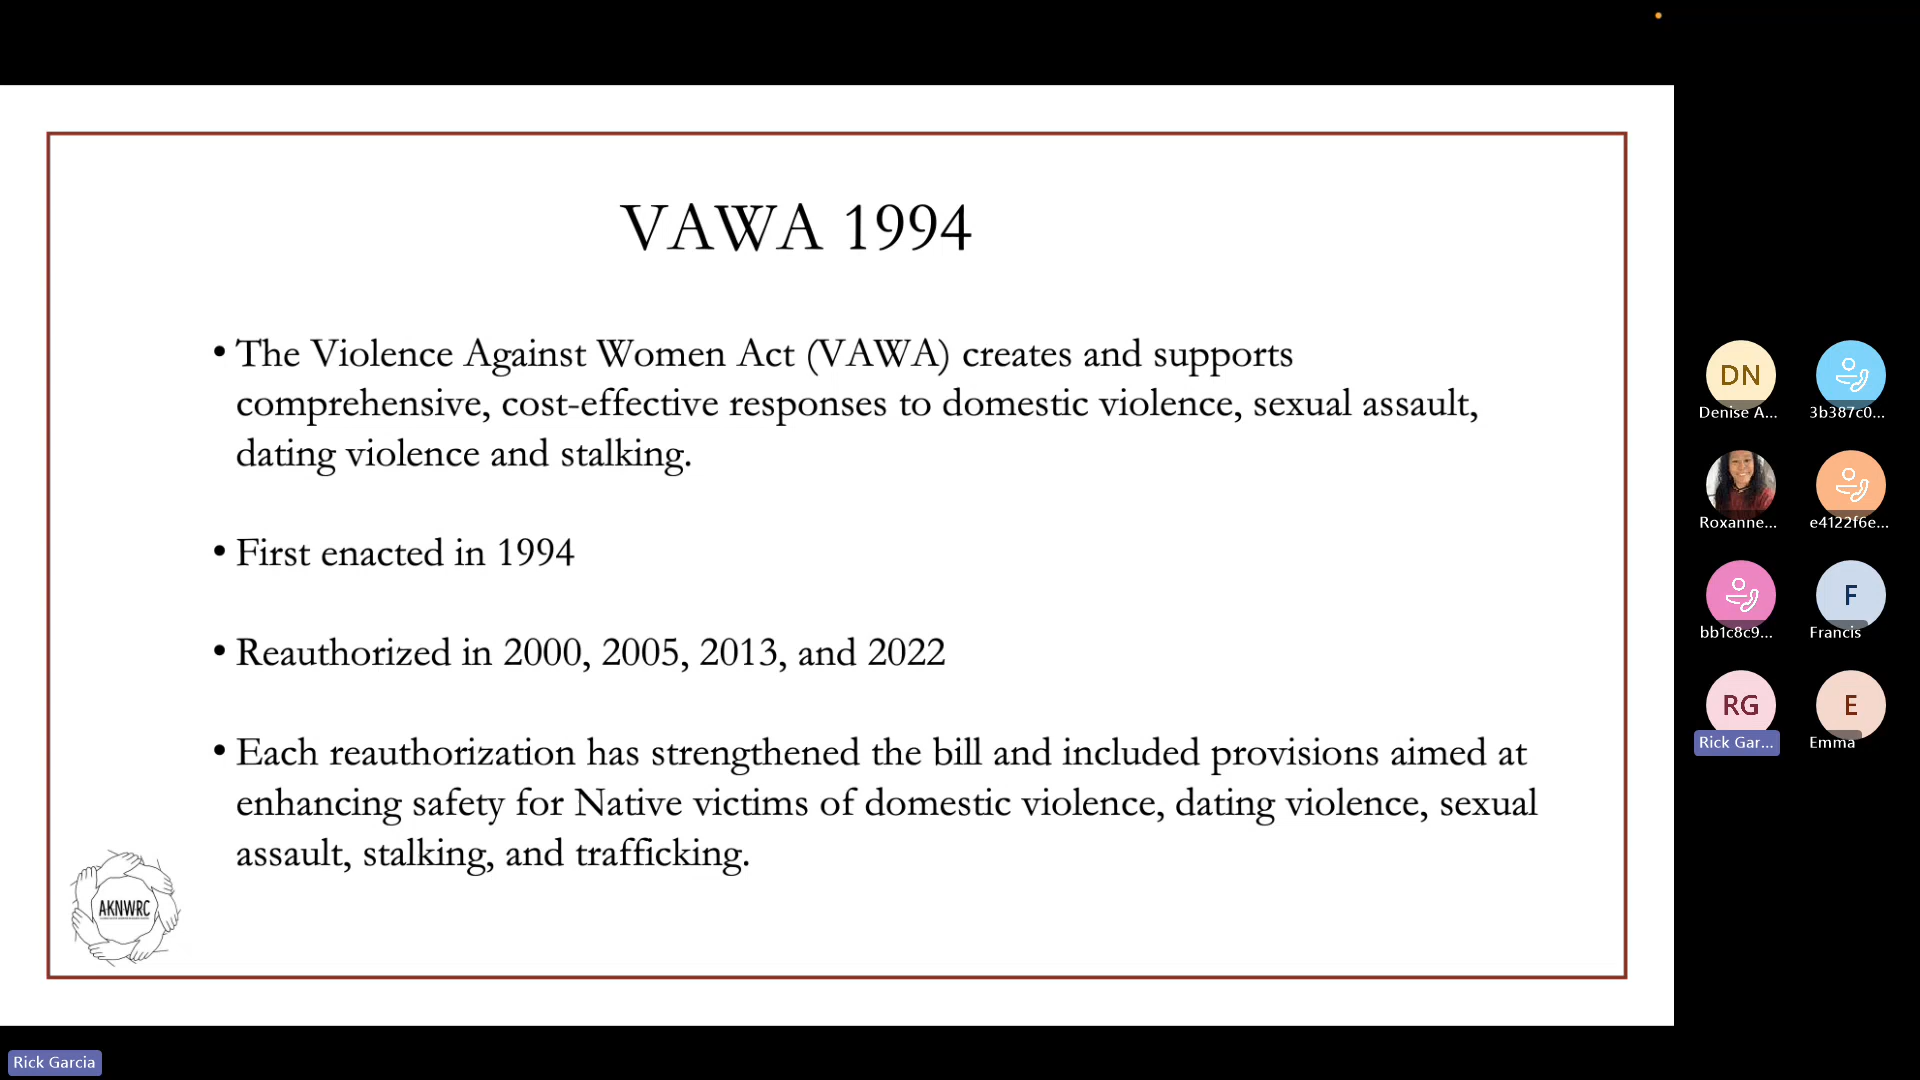 VAWA 1994
• The Violence Against Women Act (VAWA) creates and supports
comprehensive, cost-effective responses to domestic violence, sexual assault,
dating violence and stalking.
• First enacted in 1994
• Reauthorized in 2000, 2005, 2013, and 2022
• Each reauthorization has strengthened the bill and included provisions aimed at
enhancing safety for Native victims of domestic violence, dating violence, sexual
assault, stalking, and trafficking.
AKNWRC
DN
Denise A...
3b387c0...
Roxanne...
e4122f6e...
bb1c8c9...
F
Francis
RG
Rick Gar...
E
Emma
Rick Garcia